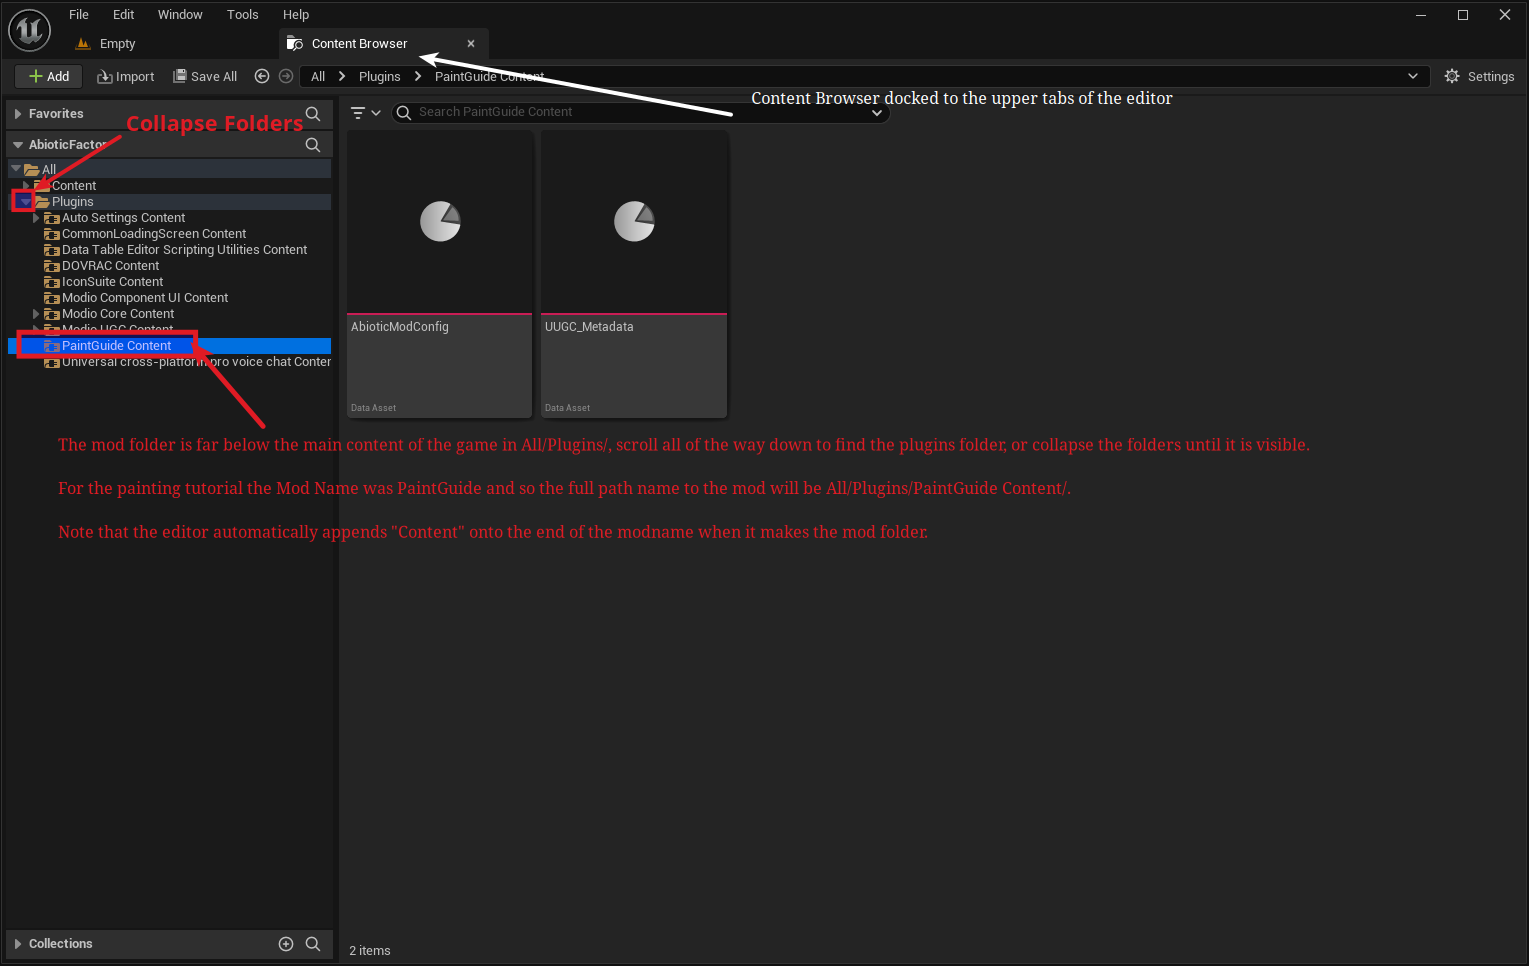 File Edit Window Tools Help
Empty
Content Browser
Add Import Save All All Plugins PaintGuide Content Settings
Content Browser docked to the upper tabs of the editor
Favorites
Search PaintGuide Content
Collapse Folders
AbioticFactor
All
Content
Plugins
Auto Settings Content
CommonLoadingScreen Content
Data Table Editor Scripting Utilities Content
DOVRAC Content
IconSuite Content
Modio Component UI Content
Modio Core Content
Modio UGC Content
PaintGuide Content
Universal cross-platform pro voice chat Conter
AbioticModConfig
Data Asset
UUGC_Metadata
Data Asset
The mod folder is far below the main content of the game in All/Plugins/, scroll all of the way down to find the plugins folder, or collapse the folders until it is visible.
For the painting tutorial the Mod Name was PaintGuide and so the full path name to the mod will be All/Plugins/PaintGuide Content/.
Note that the editor automatically appends "Content" onto the end of the modname when it makes the mod folder.
Collections
2 items